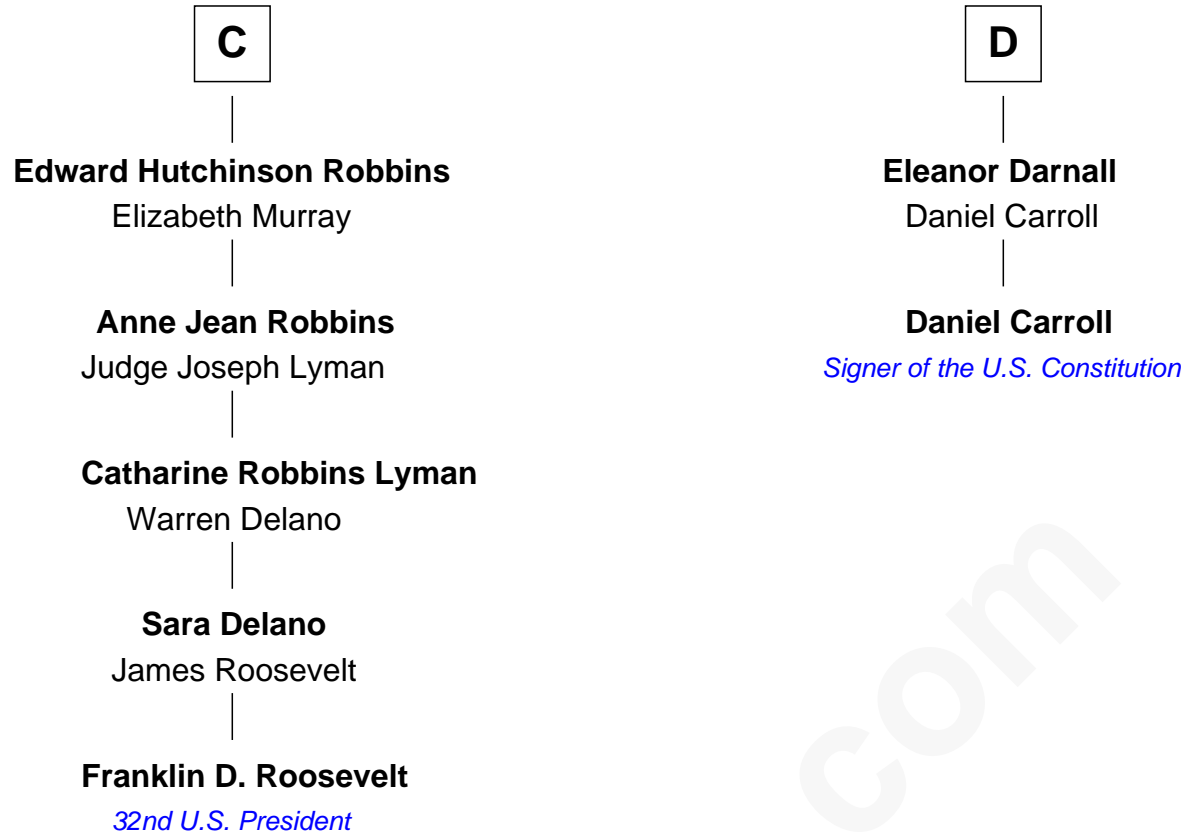 C
Edward Hutchinson Robbins
Elizabeth Murray
Anne Jean Robbins
Judge Joseph Lyman
Catharine Robbins Lyman
Warren Delano
Sara Delano
James Roosevelt
Franklin D. Roosevelt
32nd U.S. President
D
Eleanor Darnall
Daniel Carroll
Daniel Carroll
Signer of the U.S. Constitution
com